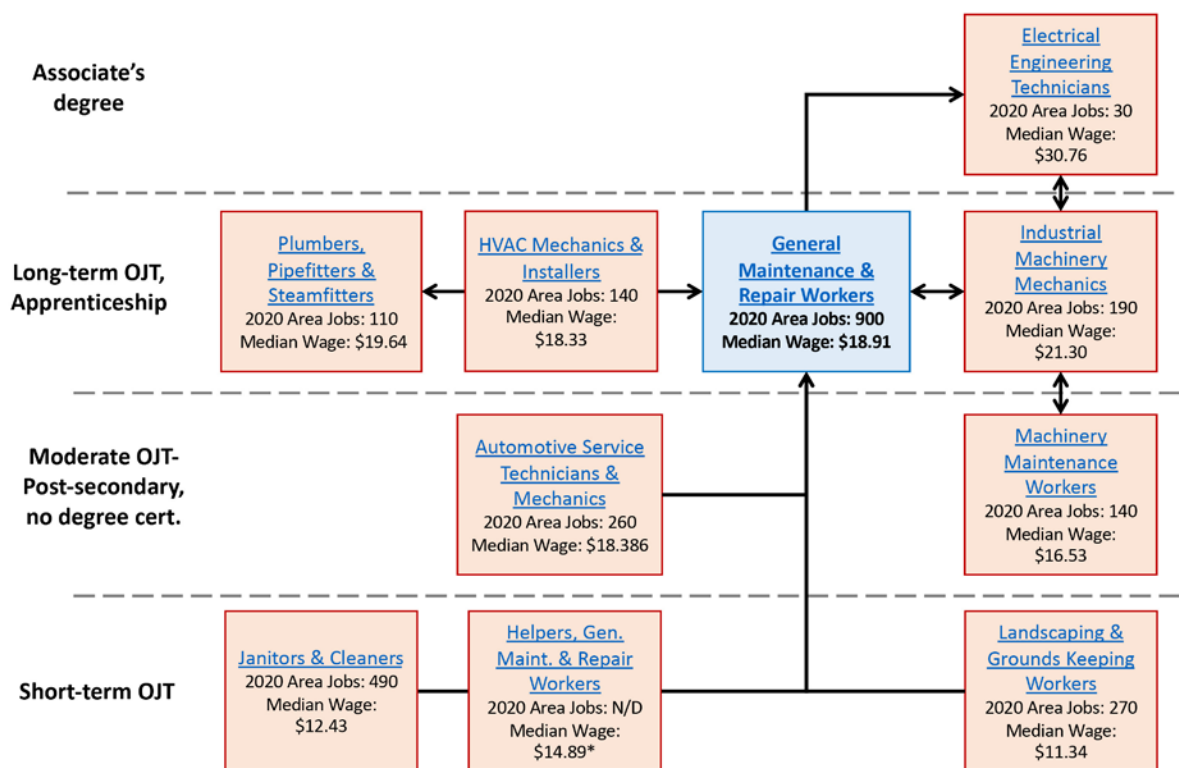 Associate's
degree
Electrical
Engineering
Technicians
2020 Area Jobs: 30
Median Wage:
$30.76
Long-term OJT,
Apprenticeship
Plumbers,
Pipefitters &
Steamfitters
2020 Area Jobs: 110
Median Wage: $19.64
HVAC Mechanics &
Installers
2020 Area Jobs: 140
Median Wage:
$18.33
General
Maintenance &
Repair Workers
2020 Area Jobs: 900
Median Wage: $18.91
Industrial
Machinery
Mechanics
2020 Area Jobs: 190
Median Wage:
$21.30
Moderate OJT-
Post-secondary,
no degree cert.
Automotive Service
Technicians &
Mechanics
2020 Area Jobs: 260
Median Wage: $18.386
Machinery
Maintenance
Workers
2020 Area Jobs: 140
Median Wage:
$16.53
Short-term OJT
Janitors & Cleaners
2020 Area Jobs: 490
Median Wage:
$12.43
Helpers, Gen.
Maint. & Repair
Workers
2020 Area Jobs: N/D
Median Wage:
$14.89*
Landscaping &
Grounds Keeping
Workers
2020 Area Jobs: 270
Median Wage:
$11.34